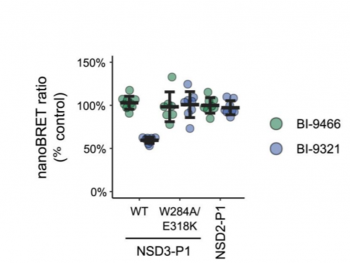 nanoBRET ratio
(% control)
150%
100%
50%
0%
WT
W284A/
E318K
NSD3-P1
NSD2-P1
BI-9466
BI-9321